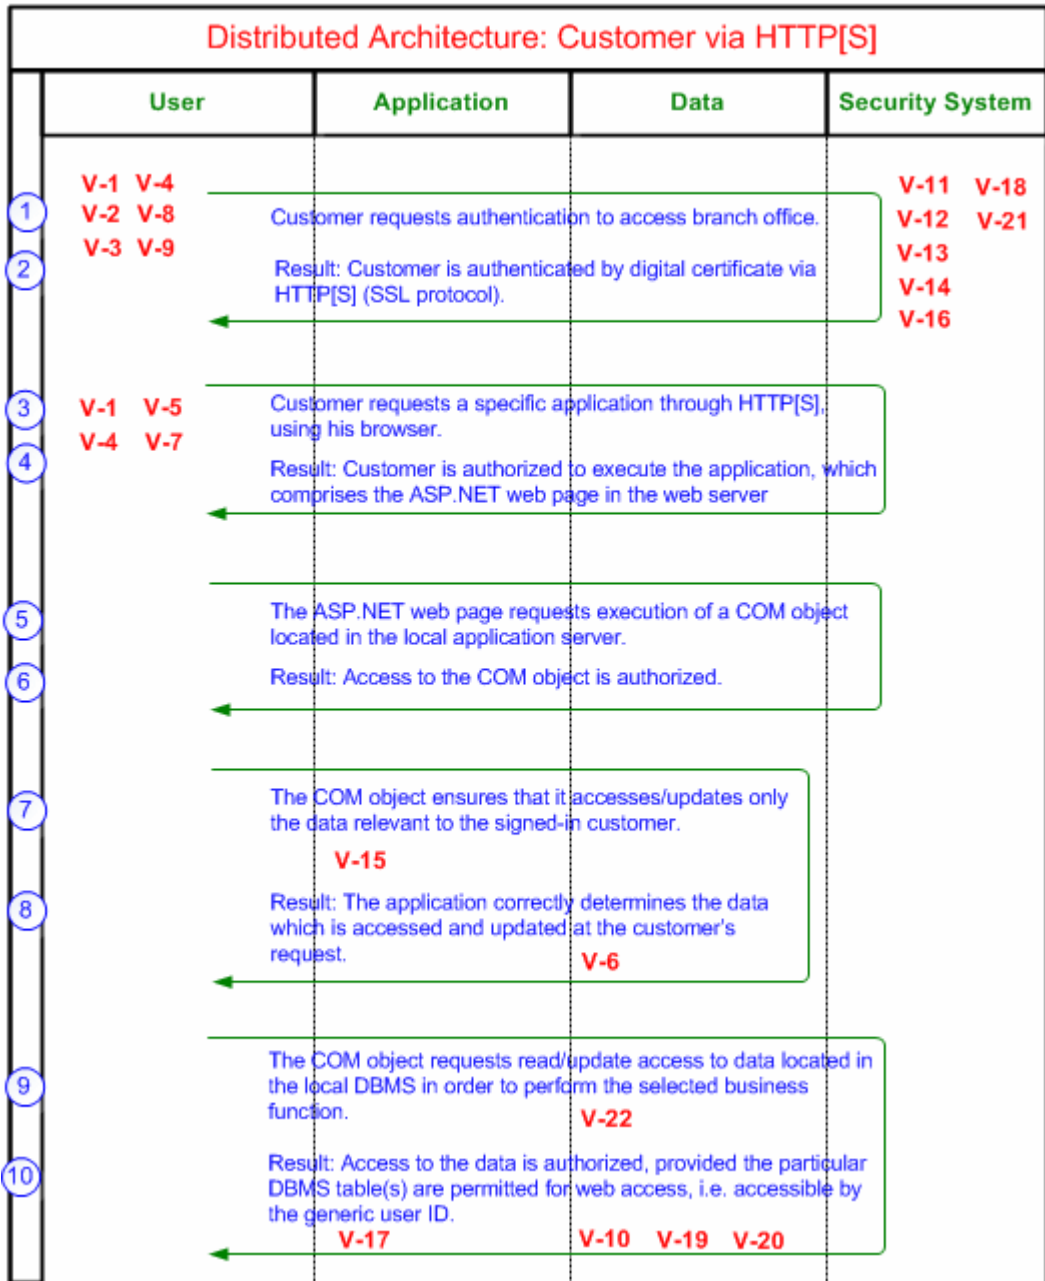 Distributed Architecture: Customer via HTTP[S]
User Application Data Security System
V-1 V-4
V-2 V-8
V-3 V-9
V-11 V-18
V-12 V-21
V-13
V-14
V-16
1
Customer requests authentication to access branch office.
2
Result: Customer is authenticated by digital certificate via
HTTP[S] (SSL protocol).
3
V-1 V-5
V-4 V-7
Customer requests a specific application through HTTP[S],
using his browser.
4
Result: Customer is authorized to execute the application, which
comprises the ASP.NET web page in the web server
5
The ASP.NET web page requests execution of a COM object
located in the local application server.
6
Result: Access to the COM object is authorized.
7
The COM object ensures that it accesses/updates only
the data relevant to the signed-in customer.
V-15
8
Result: The application correctly determines the data
which is accessed and updated at the customer's
request.
V-6
9
The COM object requests read/update access to data located in
the local DBMS in order to perform the selected business
function.
V-22
10
Result: Access to the data is authorized, provided the particular
DBMS table(s) are permitted for web access, i.e. accessible by
the generic user ID.
V-17 V-10 V-19 V-20